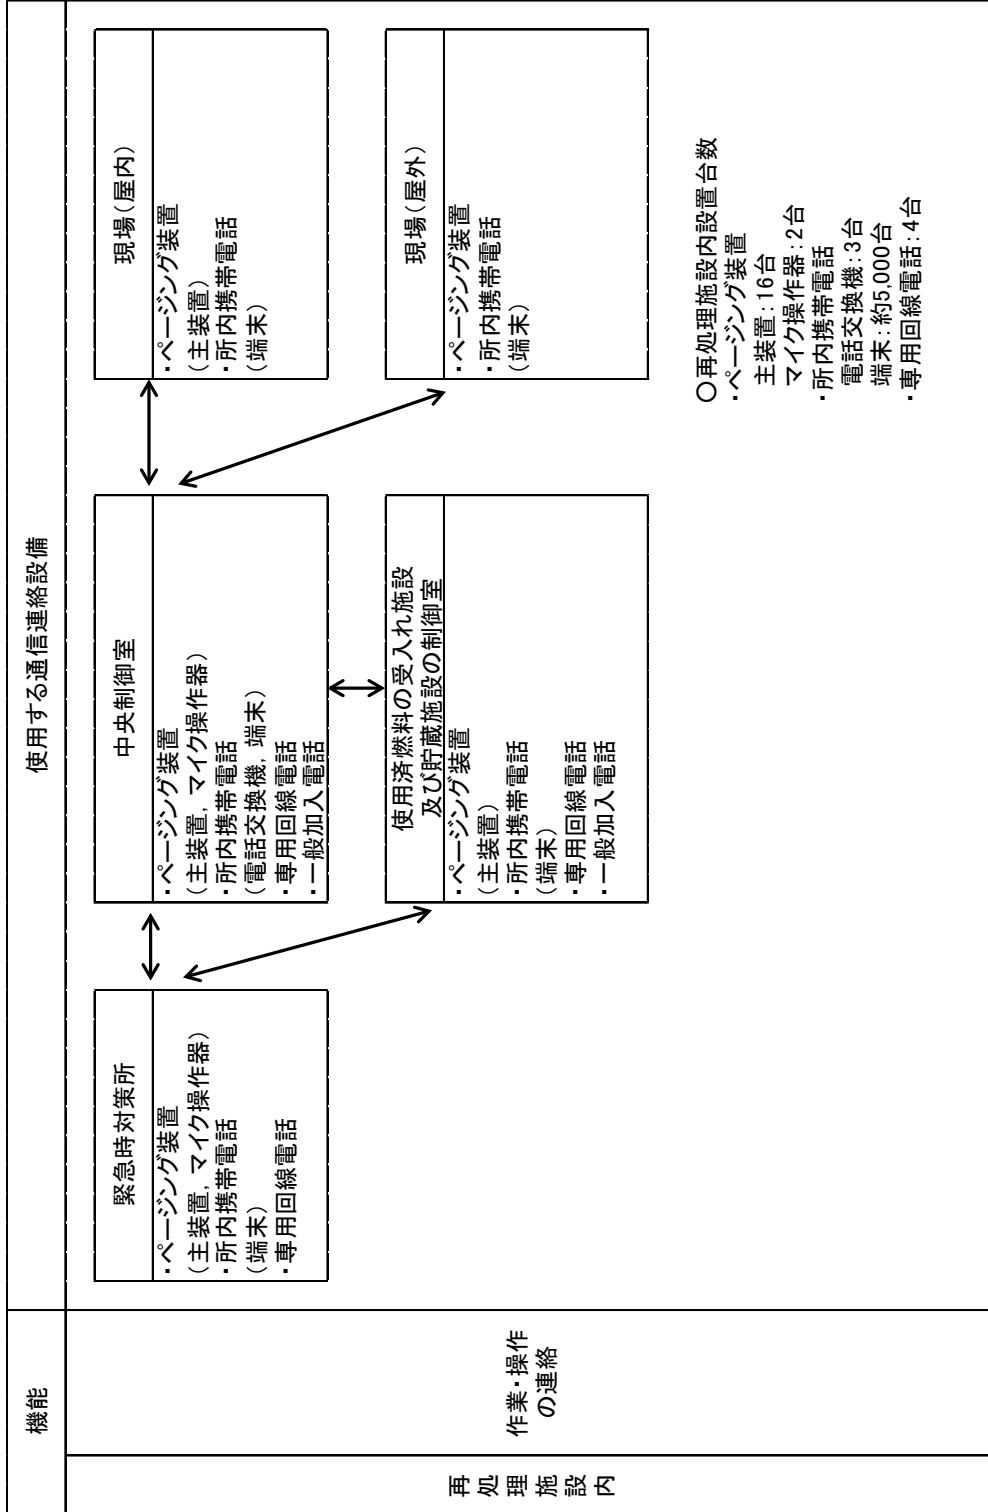 機能
使用する通信連絡設備
再処理施設内
作業・操作
の連絡
緊急時対策所
・ページング装置
(主装置, マイク操作器)
・所内携帯電話
(端末)
・専用回線電話
中央制御室
・ページング装置
(主装置, マイク操作器)
・所内携帯電話
(電話交換機, 端末)
・専用回線電話
・一般加入電話
使用済燃料の受入れ施設
及び貯蔵施設の制御室
・ページング装置
(主装置)
・所内携帯電話
(端末)
・専用回線電話
・一般加入電話
現場(屋内)
・ページング装置
(主装置)
・所内携帯電話
(端末)
現場(屋外)
・ページング装置
・所内携帯電話
(端末)
〇再処理施設内設置台数
・ページング装置
主装置:16台
マイク操作器:2台
・所内携帯電話
電話交換機:3台
端末:約5,000台
・専用回線電話:4台